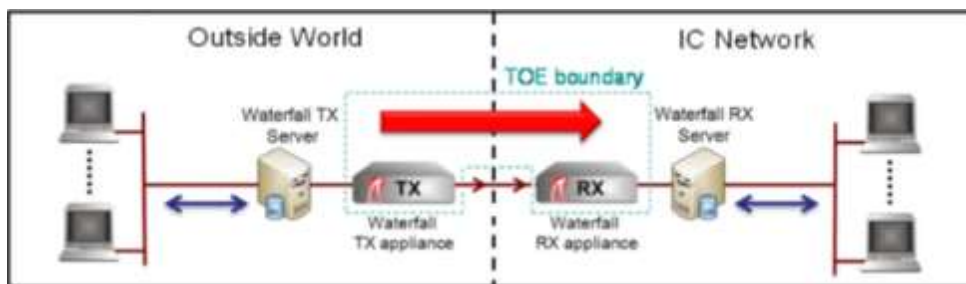 Outside World
IC Network
TOE boundary
Waterfall TX
Server
Waterfall RX
Server
TX
RX
Waterfall
TX appliance
Waterfall
RX appliance